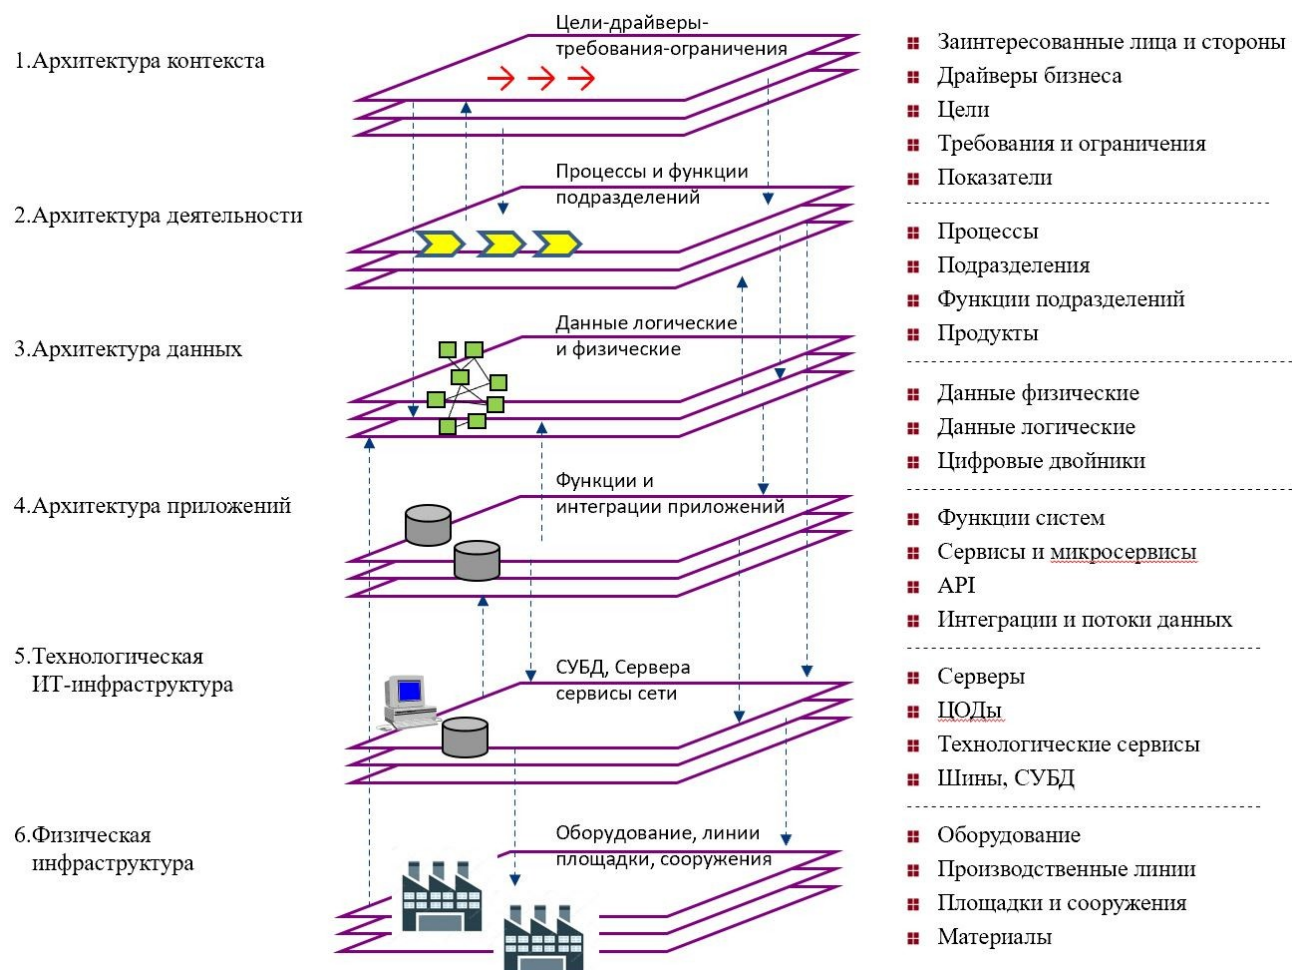 1.Архитектура контекста
Цели-драйверы-
требования-ограничения
Заинтересованные лица и стороны
Драйверы бизнеса
Цели
Требования и ограничения
Показатели
2.Архитектура деятельности
Процессы и функции
подразделений
Процессы
Подразделения
Функции подразделений
Продукты
3.Архитектура данных
Данные логические
и физические
Данные физические
Данные логические
Цифровые двойники
4.Архитектура приложений
Функции и
интеграции приложений
Функции систем
Сервисы и микросервисы
API
Интеграции и потоки данных
5.Технологическая
ИТ-инфраструктура
СУБД, Сервера
сервисы сети
Серверы
ЦОДы
Технологические сервисы
Шины, СУБД
6.Физическая
инфраструктура
Оборудование, линии
площадки, сооружения
Оборудование
Производственные линии
Площадки и сооружения
Материалы